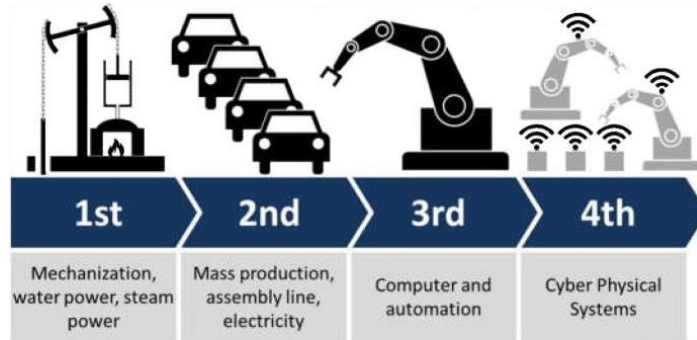 1st
2nd
3rd
4th
Mechanization,
water power, steam
power
Mass production,
assembly line,
electricity
Computer and
automation
Cyber Physical
Systems